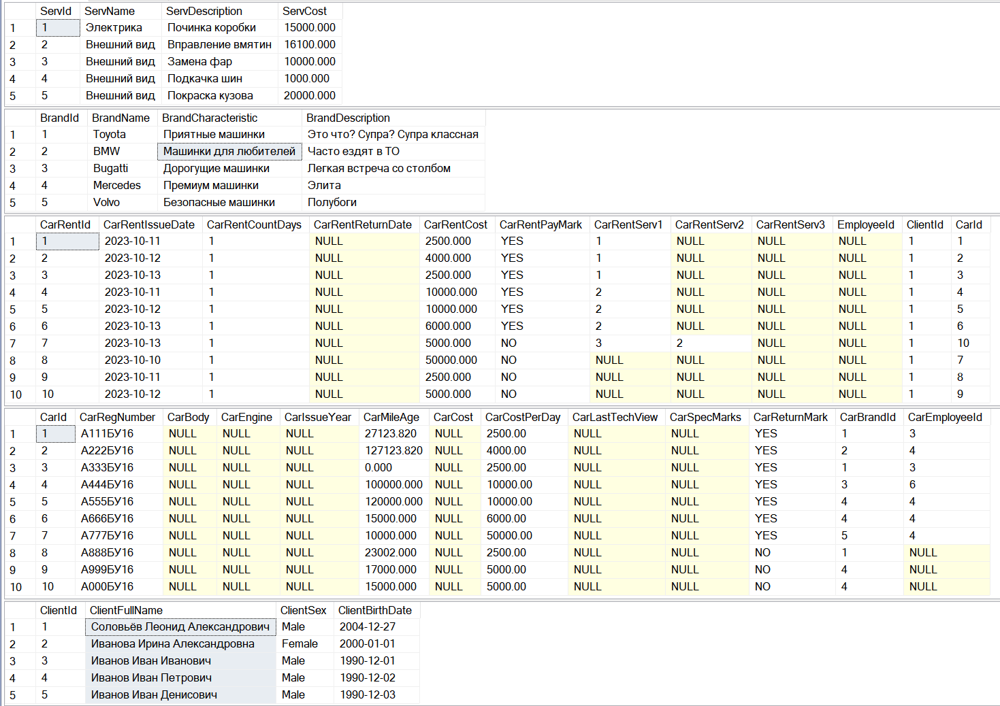 ServId ServName ServDescription ServCost
1 1 Электрика Починка коробки 15000.000
2 2 Внешний вид Вправление вмятин 16100.000
3 3 Внешний вид Замена фар 10000.000
4 4 Внешний вид Подкачка шин 1000.000
5 5 Внешний вид Покраска кузова 20000.000
BrandId BrandName BrandCharacteristic BrandDescription
1 1 Toyota Приятные машинки Это что? Супра? Супра классная
2 2 BMW Машинки для любителей Часто ездят в ТО
3 3 Bugatti Дорогущие машинки Легкая встреча со столбом
4 4 Mercedes Премиум машинки Элита
5 5 Volvo Безопасные машинки Полубоги
CarRentId CarRentIssueDate CarRentCountDays CarRentReturnDate CarRentCost CarRentPayMark CarRentServ1 CarRentServ2 CarRentServ3 EmployeeId ClientId CarId
1 1 2023-10-11 1 NULL 2500.000 YES 1 NULL NULL NULL 1 1
2 2 2023-10-12 1 NULL 4000.000 YES 1 NULL NULL NULL 1 2
3 3 2023-10-13 1 NULL 2500.000 YES 1 NULL NULL NULL 1 3
4 4 2023-10-11 1 NULL 10000.000 YES 2 NULL NULL NULL 1 4
5 5 2023-10-12 1 NULL 10000.000 YES 2 NULL NULL NULL 1 5
6 6 2023-10-13 1 NULL 6000.000 YES 2 NULL NULL NULL 1 6
7 7 2023-10-13 1 NULL 5000.000 NO 3 2 NULL NULL 1 10
8 8 2023-10-10 1 NULL 50000.000 NO NULL NULL NULL NULL 1 7
9 9 2023-10-11 1 NULL 2500.000 NO NULL NULL NULL NULL 1 8
10 10 2023-10-12 1 NULL 5000.000 NO NULL NULL NULL NULL 1 9
CarId CarRegNumber CarBody CarEngine CarIssueYear CarMileAge CarCost CarCostPerDay CarLastTechView CarSpecMarks CarReturnMark CarBrandId CarEmployeeId
1 1 А111БУ16 NULL NULL NULL 27123.820 NULL 2500.00 NULL NULL YES 1 3
2 2 А222БУ16 NULL NULL NULL 127123.820 NULL 4000.00 NULL NULL YES 2 4
3 3 А333БУ16 NULL NULL NULL 0.000 NULL 2500.00 NULL NULL YES 1 3
4 4 А444БУ16 NULL NULL NULL 100000.000 NULL 10000.00 NULL NULL YES 3 6
5 5 А555БУ16 NULL NULL NULL 120000.000 NULL 10000.00 NULL NULL YES 4 4
6 6 А666БУ16 NULL NULL NULL 15000.000 NULL 6000.00 NULL NULL YES 4 4
7 7 А777БУ16 NULL NULL NULL 10000.000 NULL 50000.00 NULL NULL YES 5 4
8 8 А888БУ16 NULL NULL NULL 23002.000 NULL 2500.00 NULL NULL NO 1 NULL
9 9 А999БУ16 NULL NULL NULL 17000.000 NULL 5000.00 NULL NULL NO 4 NULL
10 10 А000БУ16 NULL NULL NULL 15000.000 NULL 5000.00 NULL NULL NO 4 NULL
ClientId ClientFullName ClientSex ClientBirthDate
1 1 Соловьёв Леонид Александрович Male 2004-12-27
2 2 Иванова Ирина Александровна Female 2000-01-01
3 3 Иванов Иван Иванович Male 1990-12-01
4 4 Иванов Иван Петрович Male 1990-12-02
5 5 Иванов Иван Денисович Male 1990-12-03